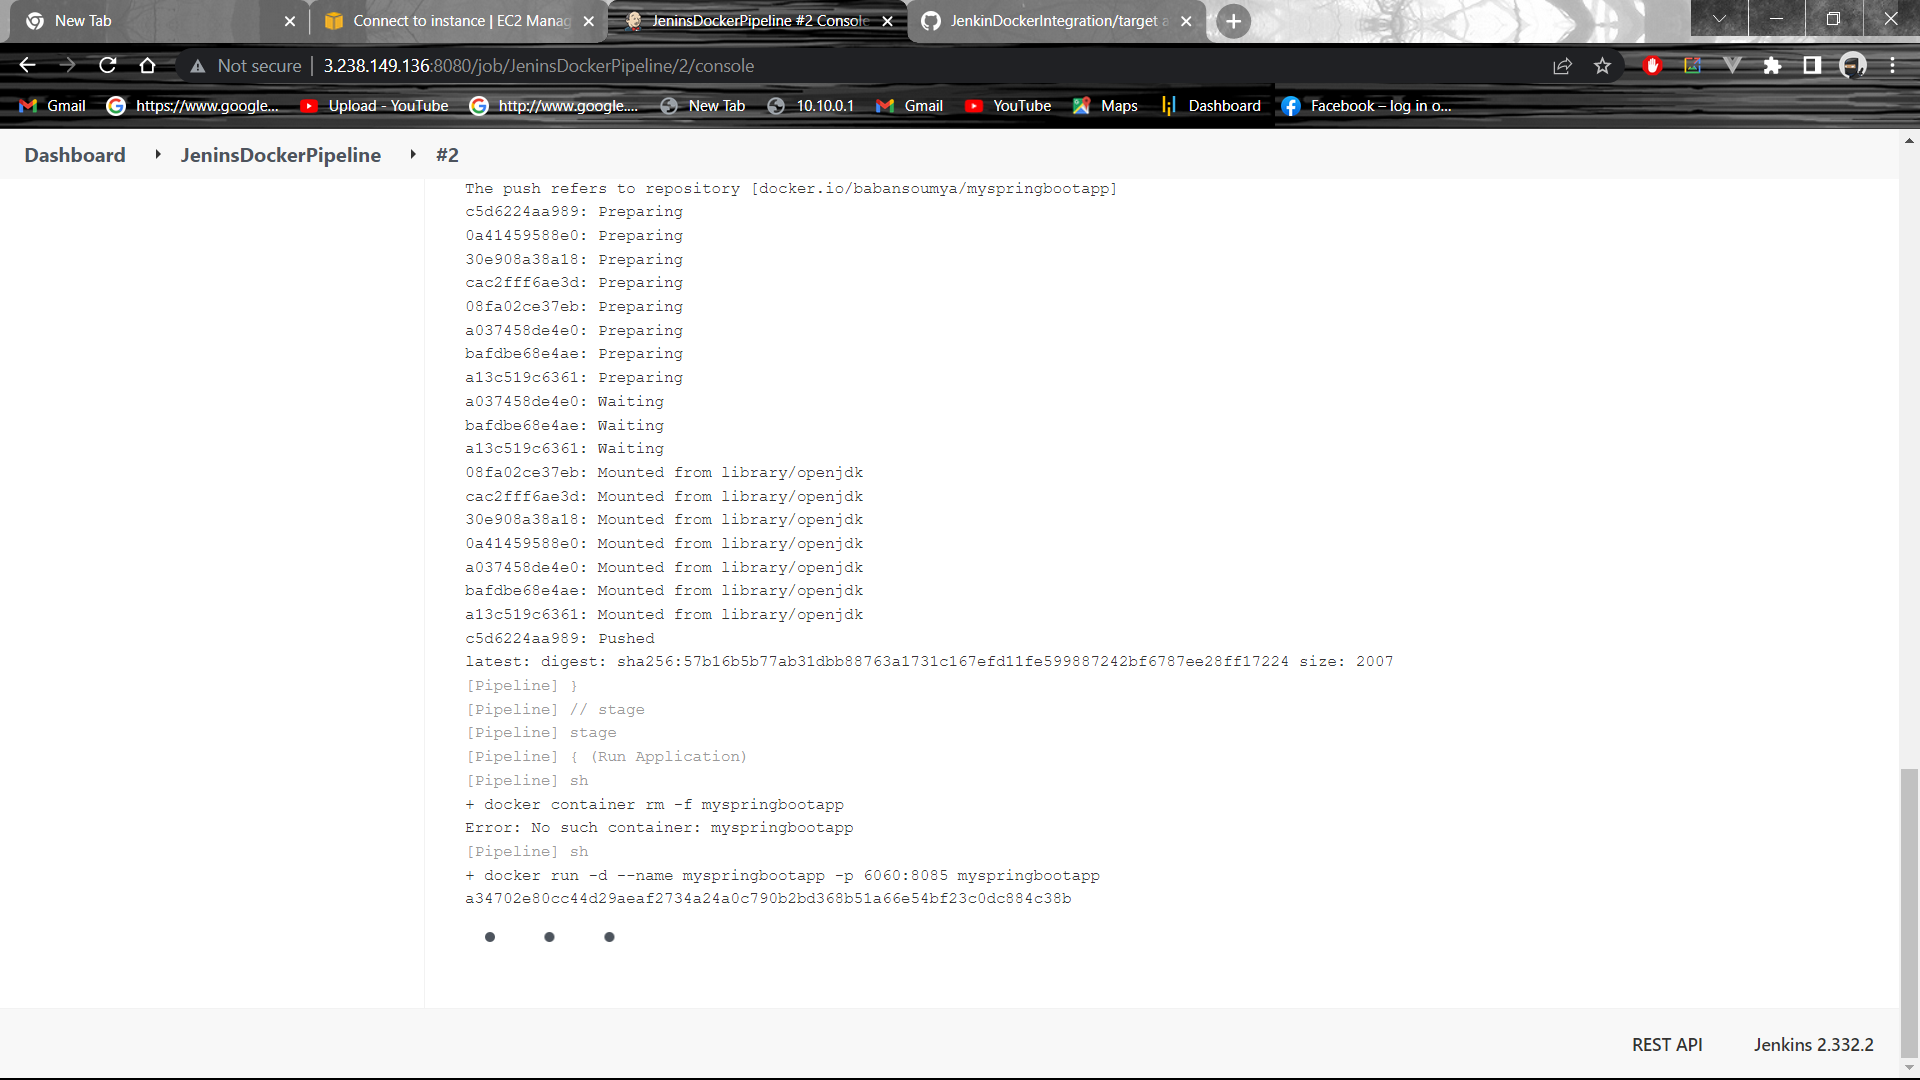 New Tab
Connect to instance | EC2 Manag
JeninsDockerPipeline #2 Console
JenkinDockerIntegration/target a
Not secure | 3.238.149.136:8080/job/JeninsDockerPipeline/2/console
Gmail https://www.google... Upload - YouTube http://www.google.... New Tab 10.10.0.1 Gmail YouTube Maps Dashboard Facebook – log in o...
Dashboard JeninsDockerPipeline #2
The push refers to repository [docker.io/babansoumya/myspringbootapp]
c5d6224aa989: Preparing
0a41459588e0: Preparing
30e908a38a18: Preparing
cac2fff6ae3d: Preparing
08fa02ce37eb: Preparing
a037458de4e0: Preparing
bafdbe68e4ae: Preparing
a13c519c6361: Preparing
a037458de4e0: Waiting
bafdbe68e4ae: Waiting
a13c519c6361: Waiting
08fa02ce37eb: Mounted from library/openjdk
cac2fff6ae3d: Mounted from library/openjdk
30e908a38a18: Mounted from library/openjdk
0a41459588e0: Mounted from library/openjdk
a037458de4e0: Mounted from library/openjdk
bafdbe68e4ae: Mounted from library/openjdk
a13c519c6361: Mounted from library/openjdk
c5d6224aa989: Pushed
latest: digest: sha256:57b16b5b77ab31dbb88763a1731c167efd11fe599887242bf6787ee28ff17224 size: 2007
[Pipeline] }
[Pipeline] // stage
[Pipeline] stage
[Pipeline] { (Run Application)
[Pipeline] sh
+ docker container rm -f myspringbootapp
Error: No such container: myspringbootapp
[Pipeline] sh
+ docker run -d --name myspringbootapp -p 6060:8085 myspringbootapp
a34702e80cc44d29aeaf2734a24a0c790b2bd368b51a66e54bf23c0dc884c38b
REST API Jenkins 2.332.2